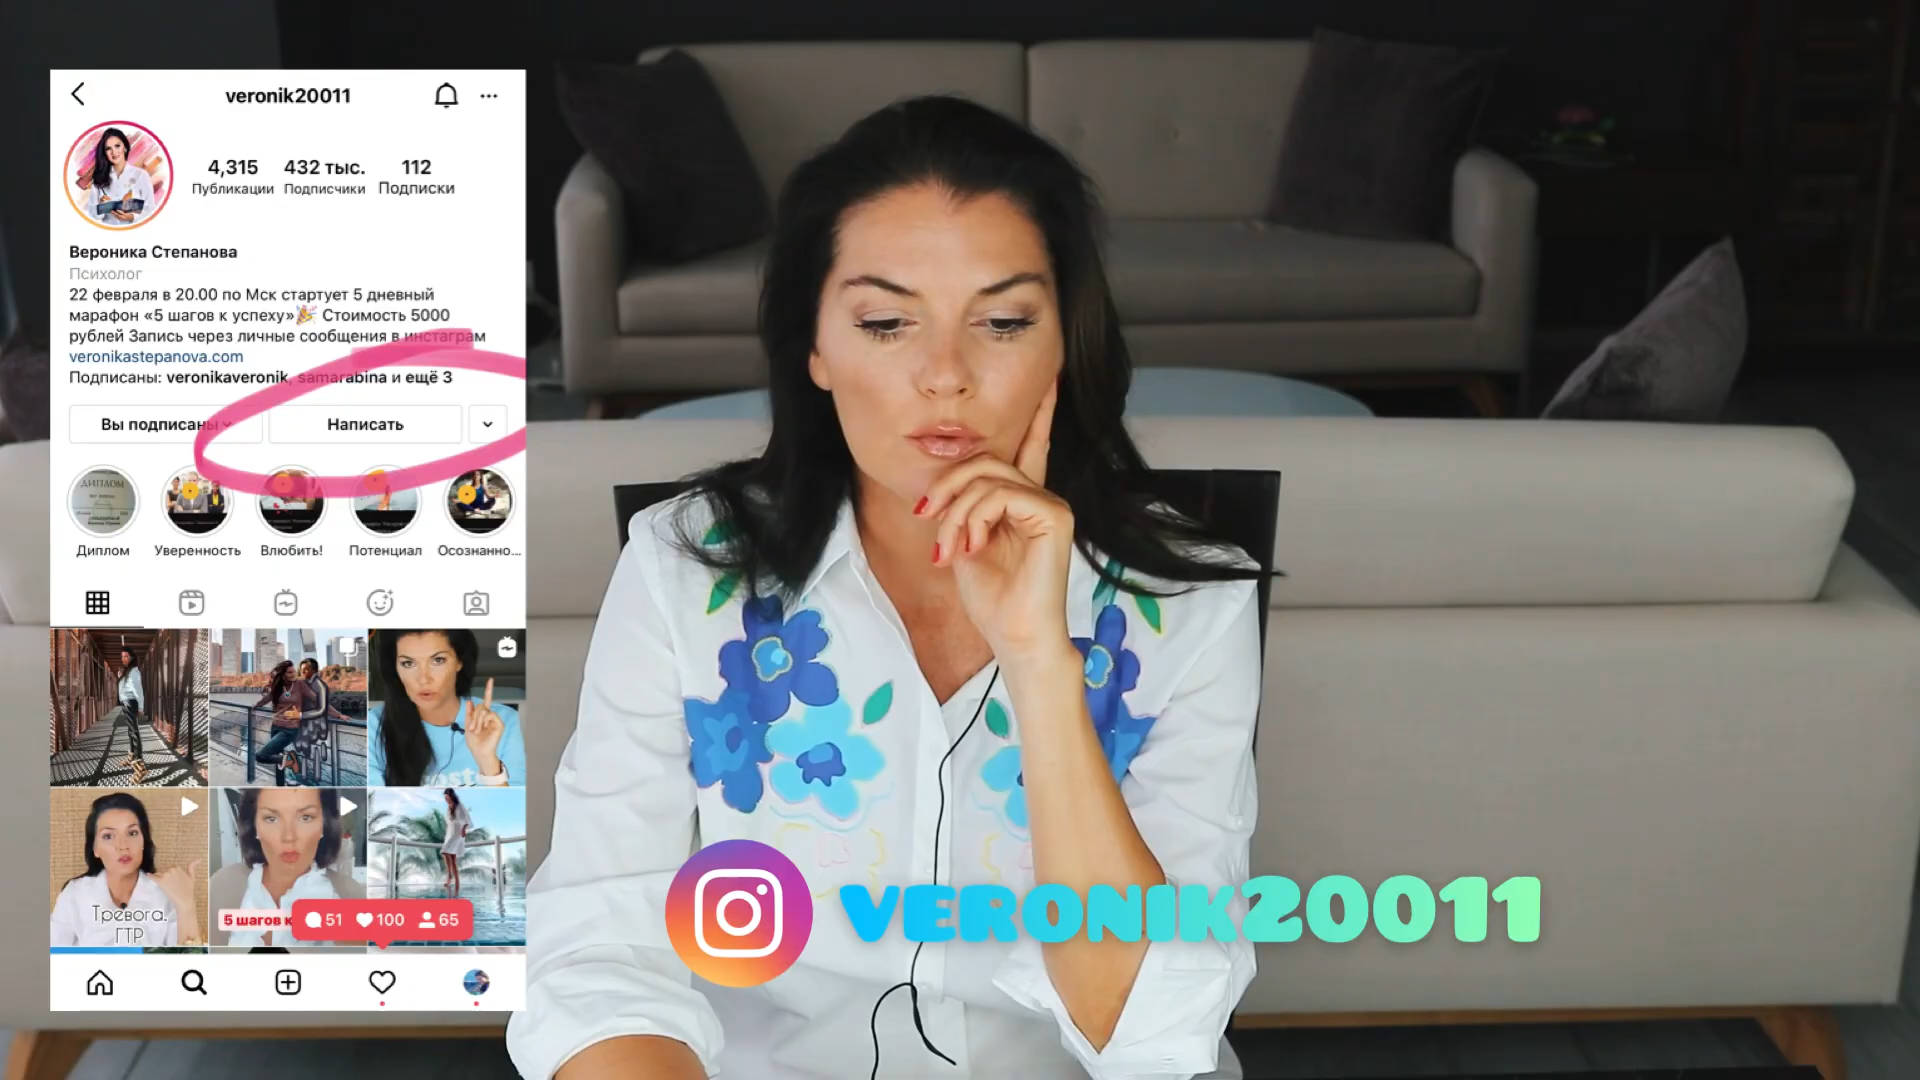 veronik20011
4,315 432 тыс. 112
Публикации Подписчики Подписки
Вероника Степанова
Психолог
22 февраля в 20.00 по Мск стартует 5 дневный
марафон «5 шагов к успеху»🎉 Стоимость 5000
рублей Запись через личные сообщения в инстаграм
veronikastepanova.com
Подписаны: veronikaveronik, samarabina и ещё 3
Вы подписаны Написать
ДИПЛОМ
Диплом Уверенность Влюбить! Потенциал Осознанно...
Тревога.
ГТР
5 шагов к
51 100 65
VERONIK20011